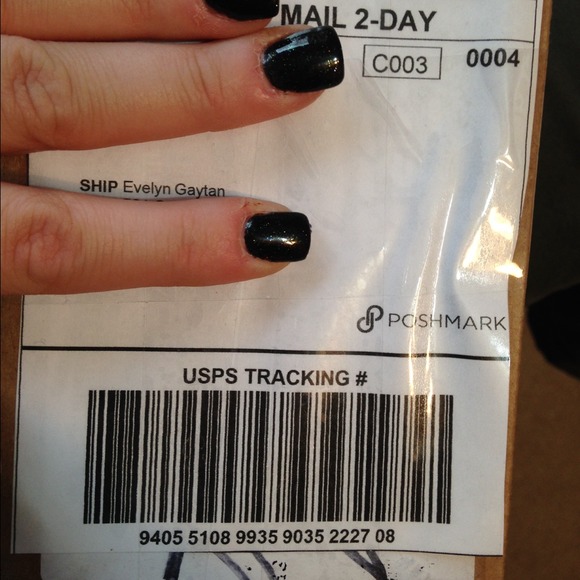 MAIL 2-DAY
C003
0004
SHIP Evelyn Gaytan
POSHMARK
USPS TRACKING #
9405 5108 9935 9035 2227 08